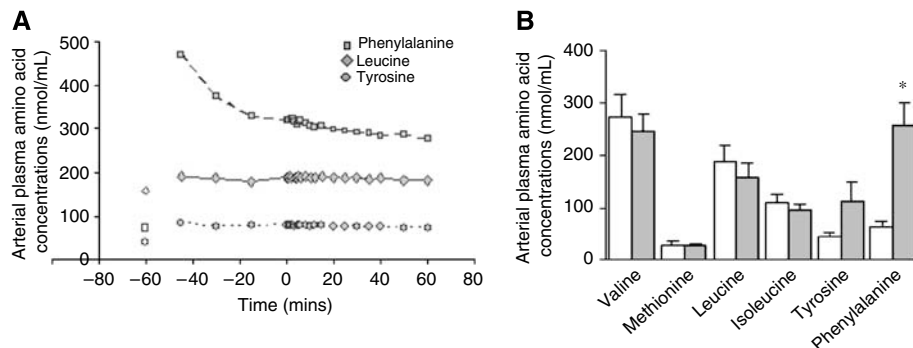 A
Arterial plasma amino acid
concentrations (nmol/mL)
500
400
300
200
100
0
−80
−60
−40
−20
0
20
40
60
80
Time (mins)
Phenylalanine
Leucine
Tyrosine
B
Arterial plasma amino acid
concentrations (nmol/mL)
400
300
200
100
0
*
Valine
Methionine
Leucine
Isoleucine
Tyrosine
Phenylalanine